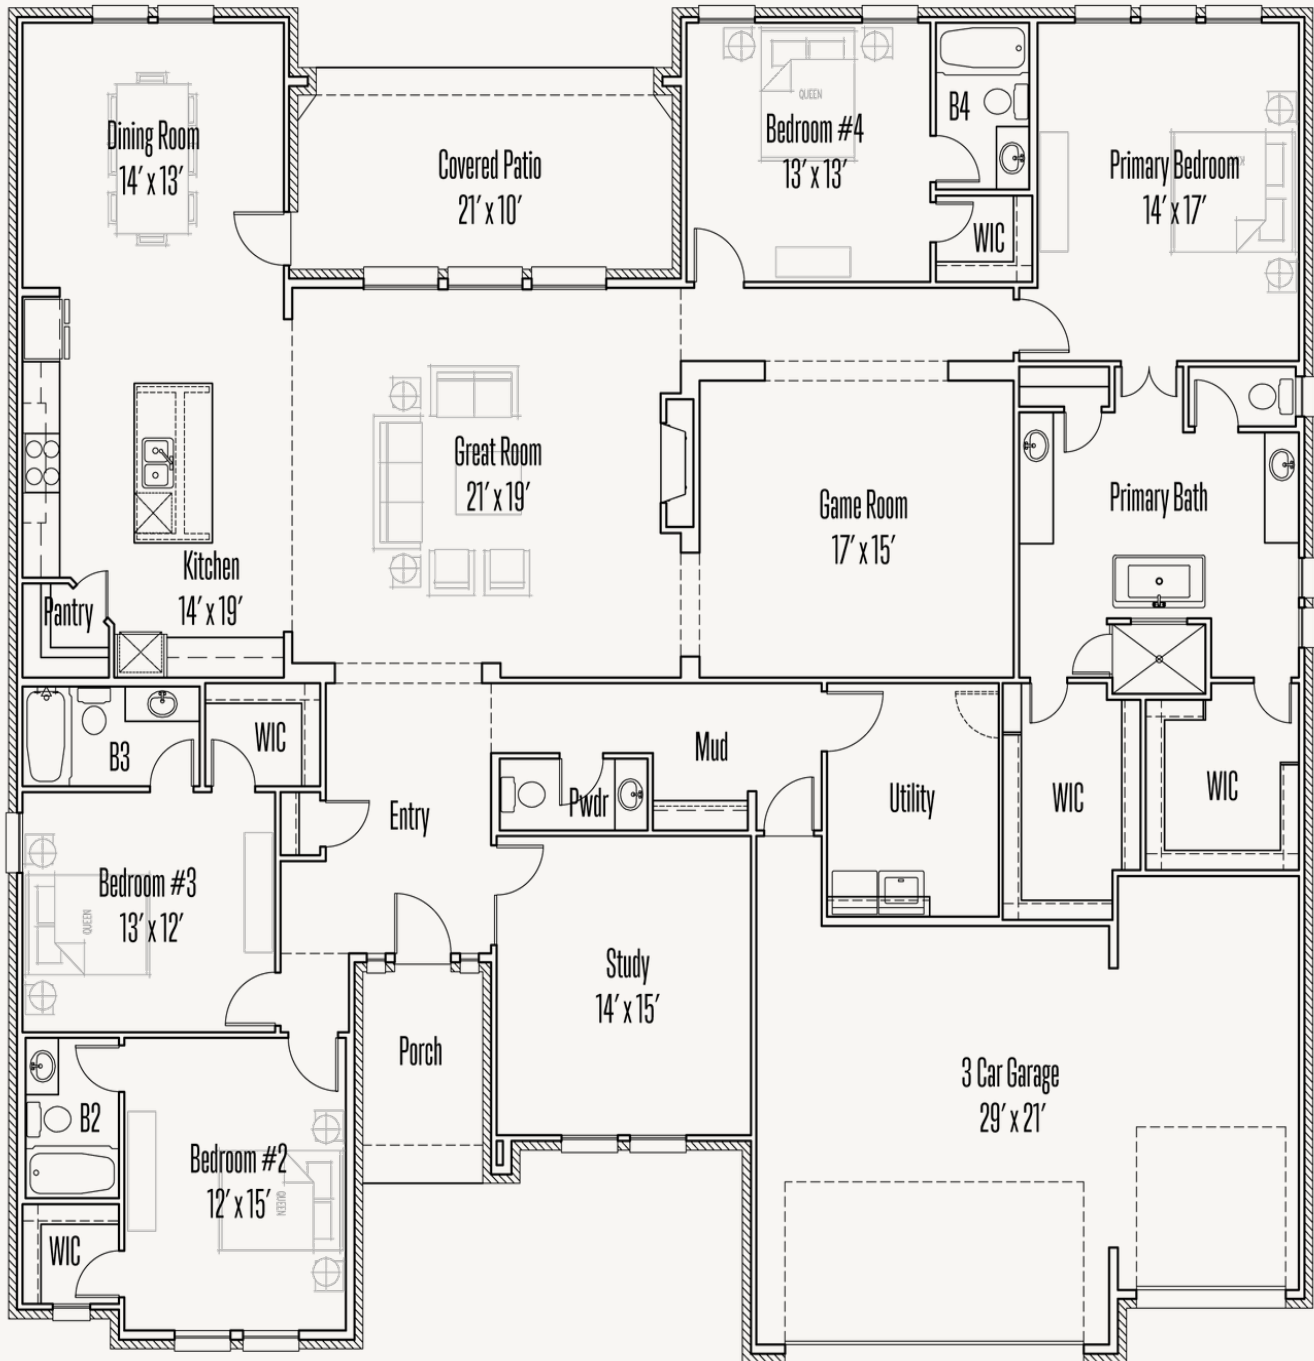 QUEEN
Dining Room
14' x 13'
Covered Patio
21' x 10'
Bedroom #4
13' x 13'
B4
Primary Bedroom
14' x 17'
WIC
Great Room
21' x 19'
Game Room
17' x 15'
Primary Bath
Kitchen
14' x 19'
Pantry
B3
WIC
Mud
Pwdr
Entry
Utility
WIC
WIC
Bedroom #3
13' x 12'
QUEEN
Study
14' x 15'
Porch
3 Car Garage
29' x 21'
B2
Bedroom #2
12' x 15'
QUEEN
WIC